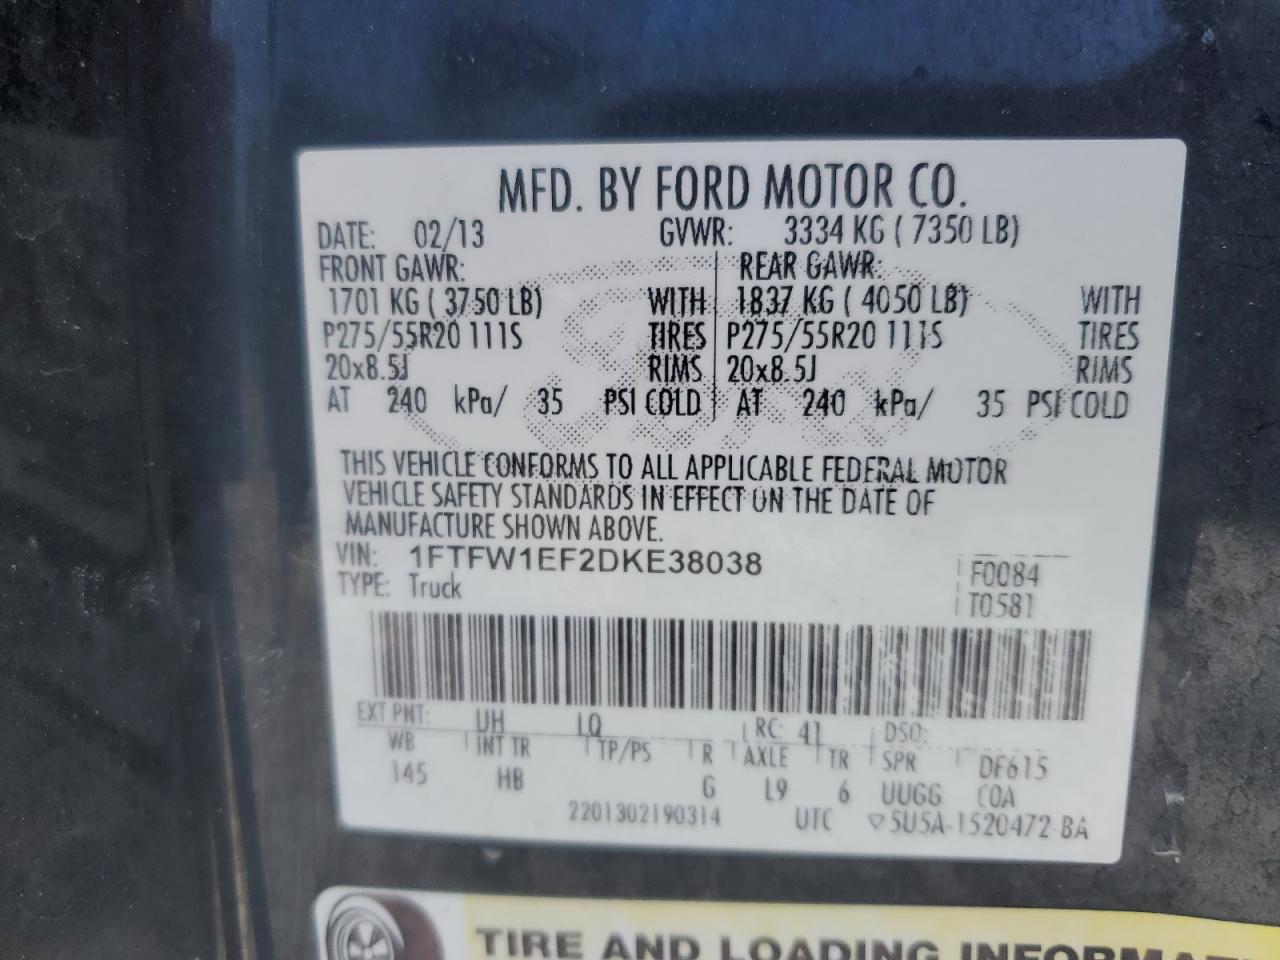 MFD. BY FORD MOTOR CO.
DATE: 02/13 GVWR: 3334 KG ( 7350 LB)
FRONT GAWR: REAR GAWR:
1701 KG ( 3750 LB) WITH 1837 KG ( 4050 LB) WITH
P275/55R20 111S TIRES P275/55R20 111S TIRES
20x8.5J RIMS 20x8.5J RIMS
AT 240 kPa/ 35 PSI COLD AT 240 kPa/ 35 PSI COLD
THIS VEHICLE CONFORMS TO ALL APPLICABLE FEDERAL MOTOR
VEHICLE SAFETY STANDARDS IN EFFECT ON THE DATE OF
MANUFACTURE SHOWN ABOVE.
VIN: 1FTFW1EF2DKE38038 F0084
TYPE: Truck T0581
EXT PNT: UH LQ RC: 41 DSO:
WB INT TR TP/PS R AXLE TR SPR DF615
145 HB G L9 6 UUGG COA
2201302190314 UTC ▽5U5A-1520472-BA
TIRE AND LOADING INFORMAT